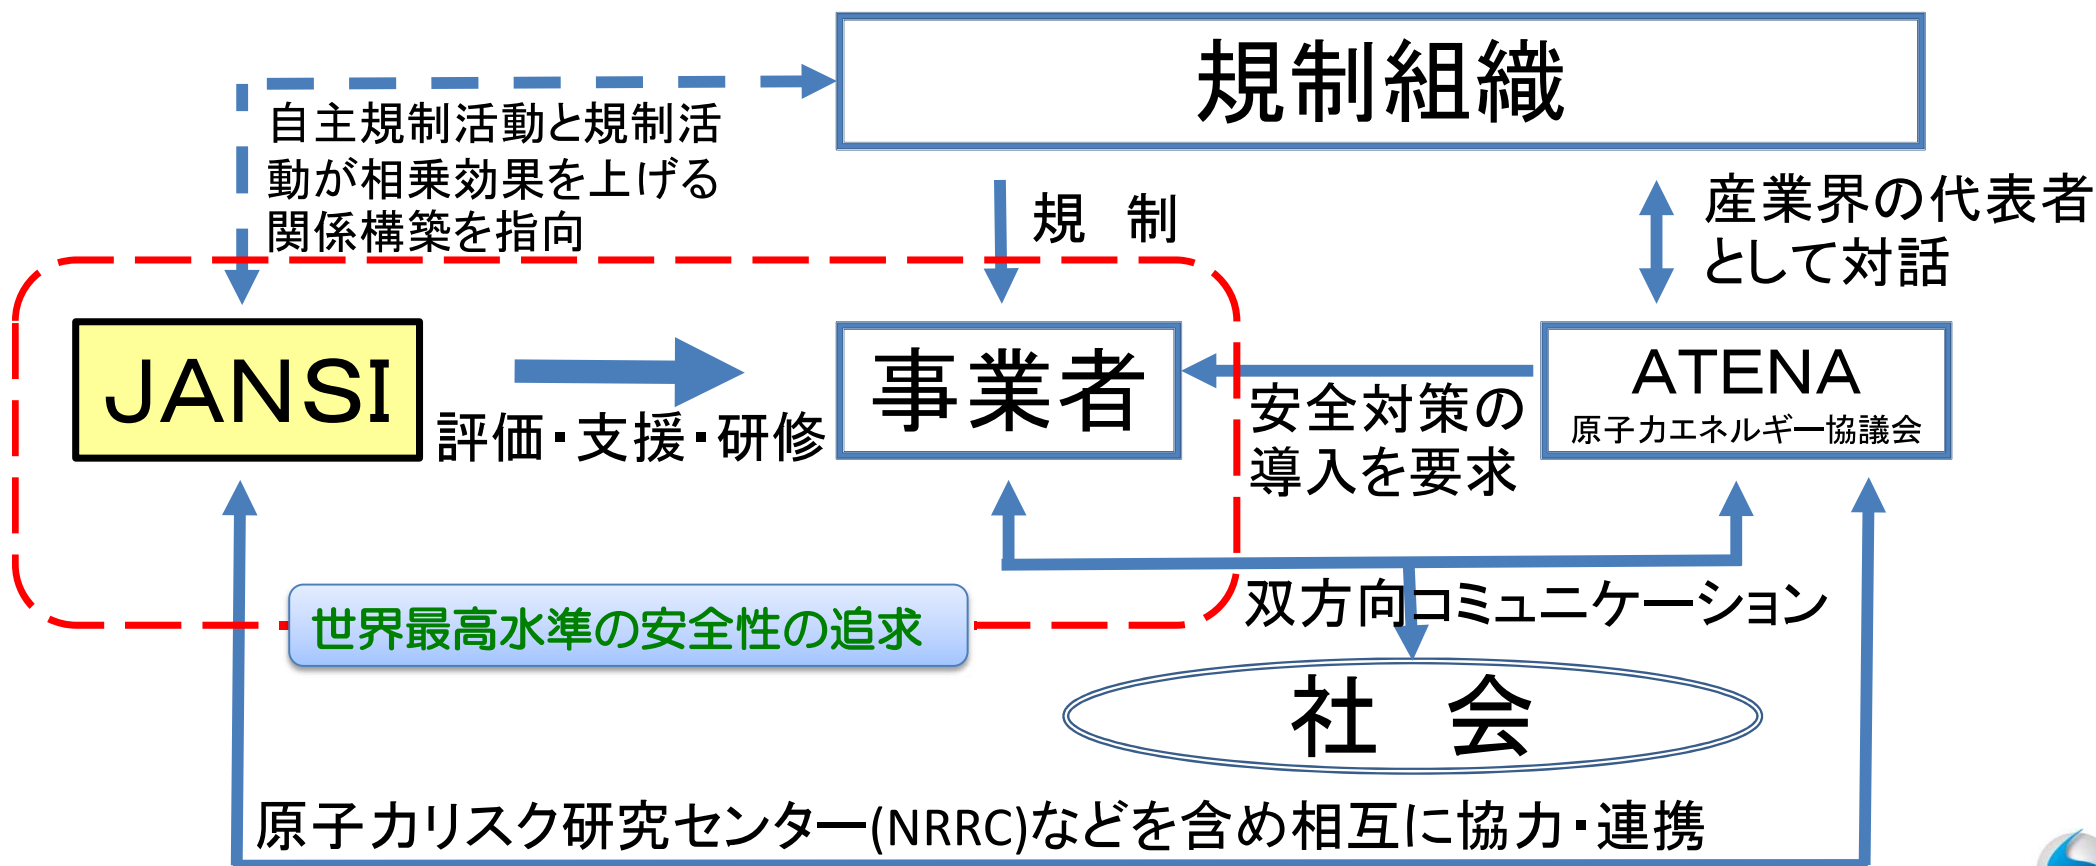 規制組織
自主規制活動と規制活
動が相乗効果を上げる
関係構築を指向
規　制
産業界の代表者
として対話
JANSI
評価・支援・研修
事業者
安全対策の
導入を要求
ATENA
原子力エネルギー協議会
双方向コミュニケーション
世界最高水準の安全性の追求
社　会
原子力リスク研究センター(NRRC)などを含め相互に協力・連携